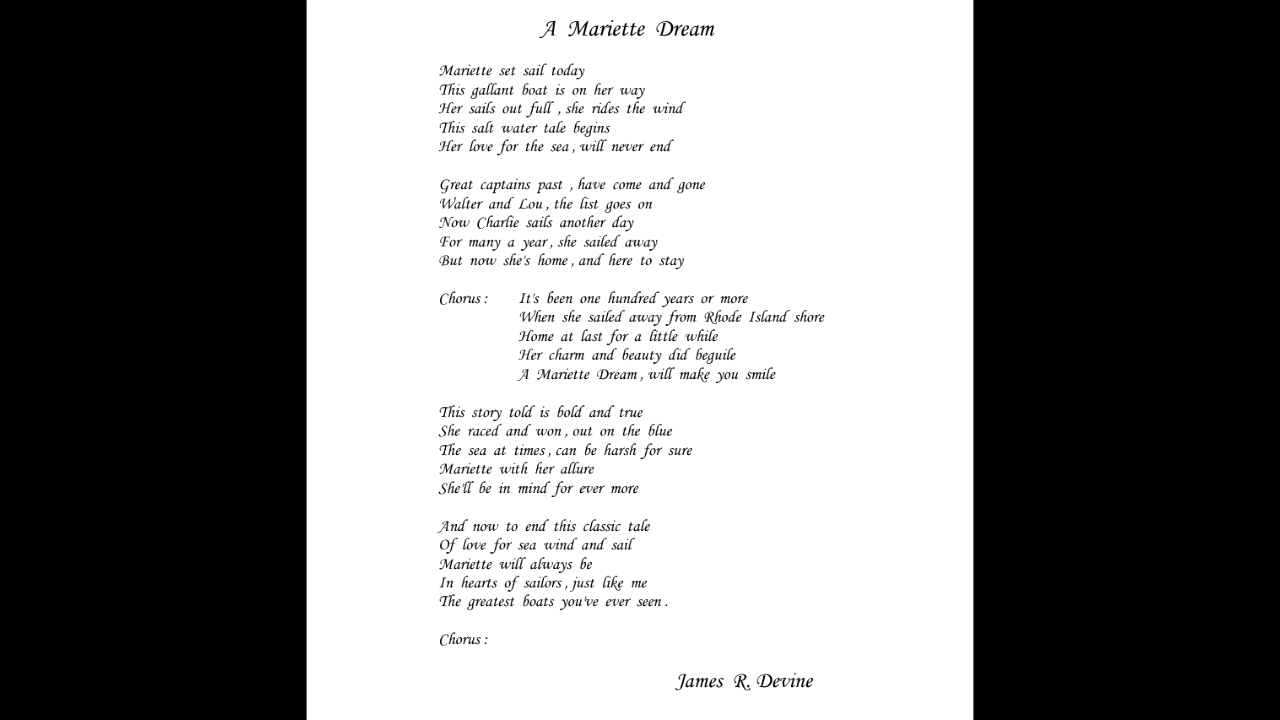 A Mariette Dream
Mariette set sail today
This gallant boat is on her way
Her sails out full , she rides the wind
This salt water tale begins
Her love for the sea , will never end
Great captains past , have come and gone
Walter and Lou , the list goes on
Now Charlie sails another day
For many a year , she sailed away
But now she's home , and here to stay
Chorus : It's been one hundred years or more
When she sailed away from Rhode Island shore
Home at last for a little while
Her charm and beauty did beguile
A Mariette Dream , will make you smile
This story told is bold and true
She raced and won , out on the blue
The sea at times , can be harsh for sure
Mariette with her allure
She'll be in mind for ever more
And now to end this classic tale
Of love for sea wind and sail
Mariette will always be
In hearts of sailors , just like me
The greatest boats you've ever seen .
Chorus :
James R. Devine